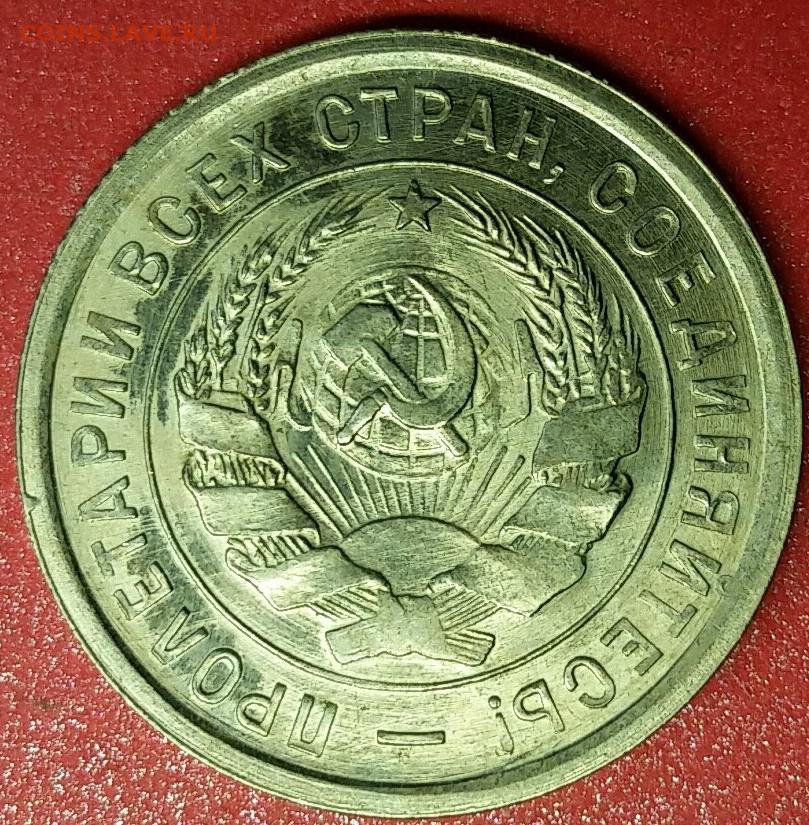 COINS.LAVE.RU
ПРОЛЕТАРИИ ВСЕХ СТРАН, СОЕДИНЯЙТЕСЬ! —